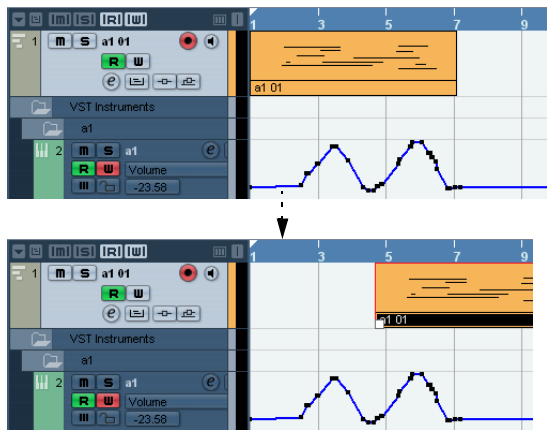 M S R W 1 3 5 7 9
1 M S a1 01
R W
e
a1 01
VST Instruments
a1
2 M S a1 e
R W Volume
-23.58
M S R W 1 3 5 7 9
1 M S a1 01
R W
e
a1 01
VST Instruments
a1
2 M S a1 e
R W Volume
-23.58